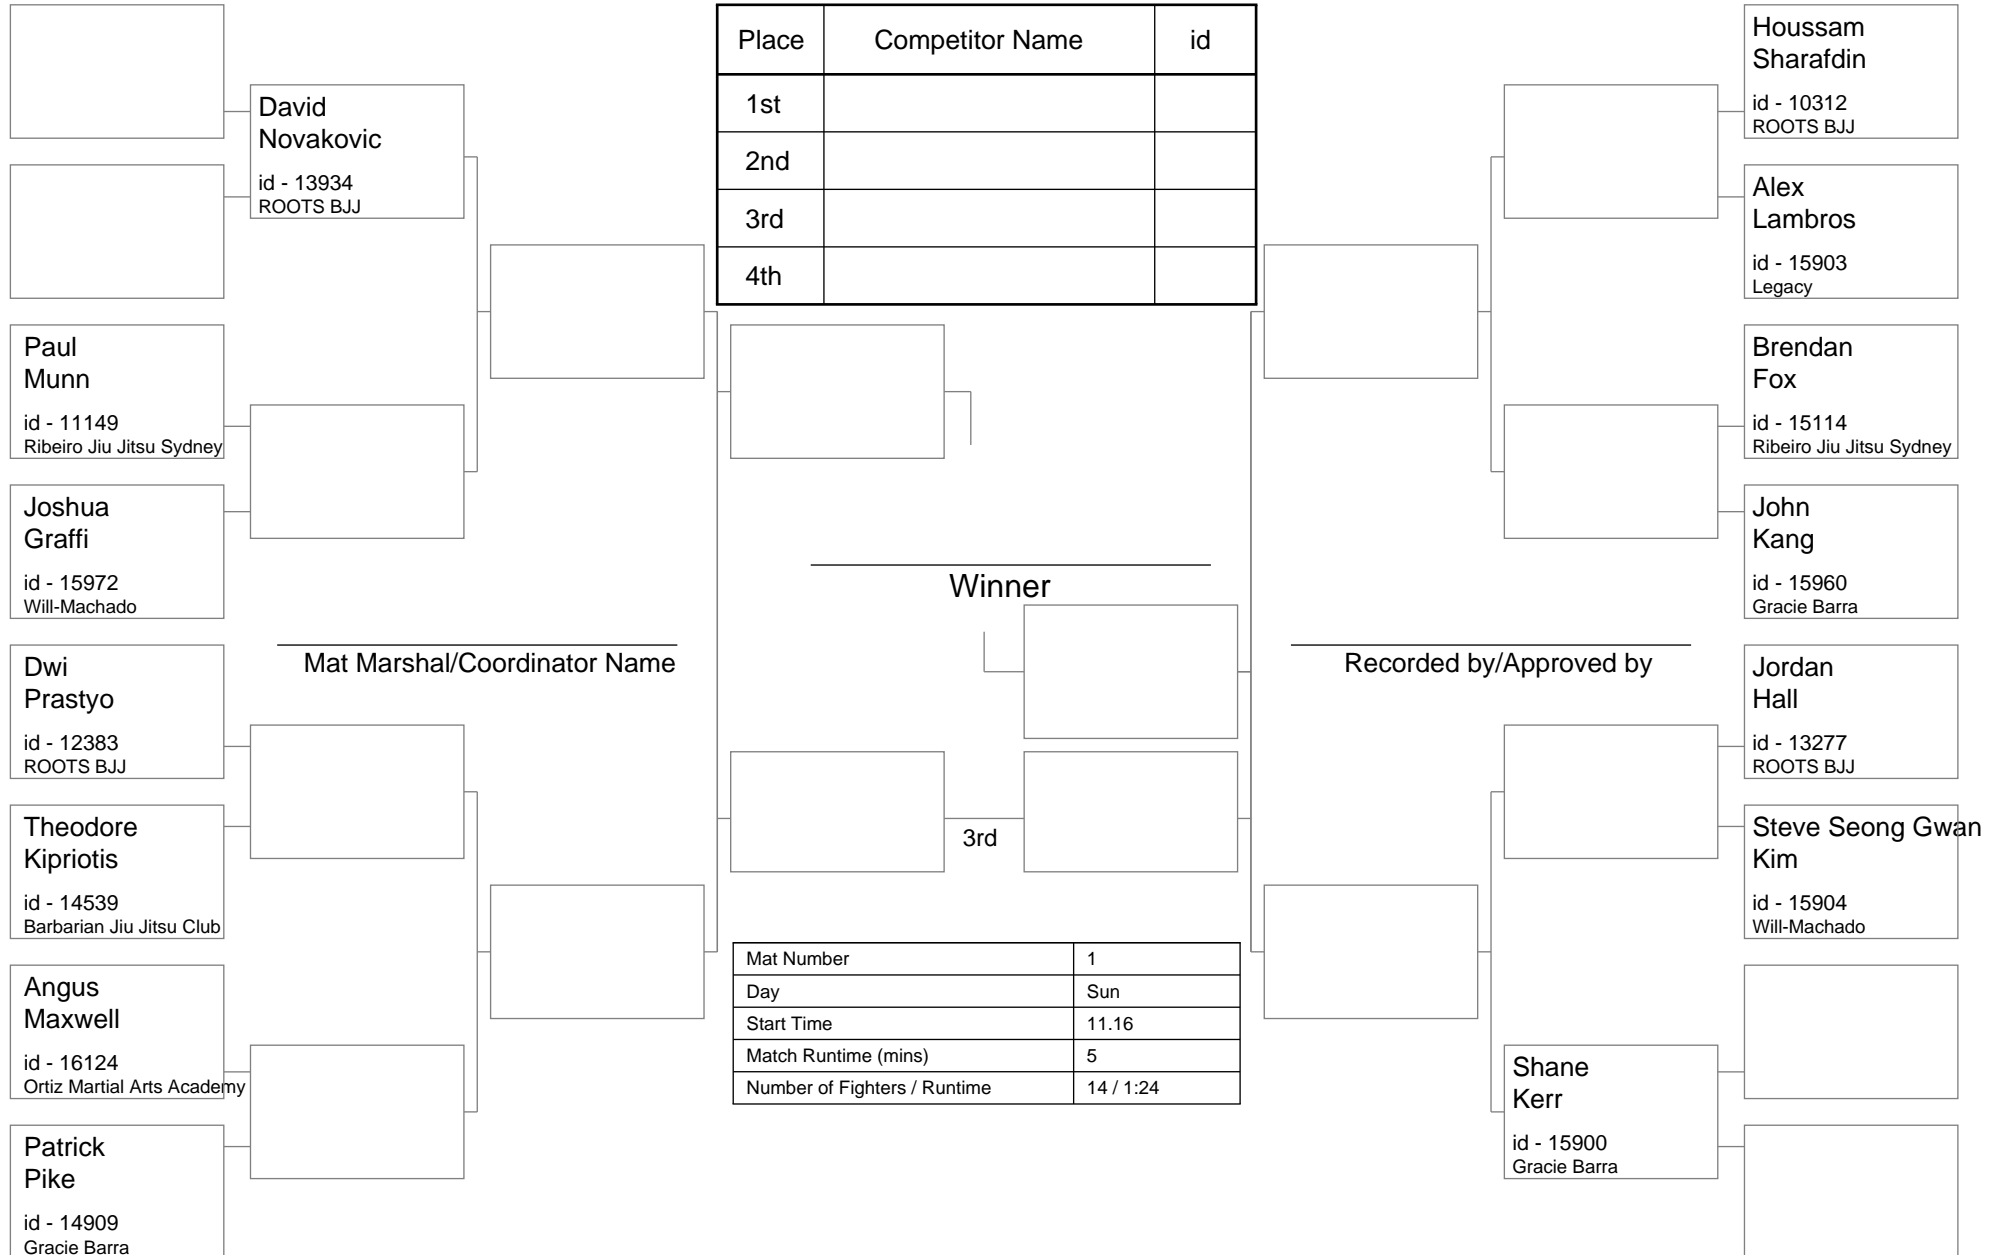 David
Novakovic
id - 13934
ROOTS BJJ
Paul
Munn
id - 11149
Ribeiro Jiu Jitsu Sydney
Joshua
Graffi
id - 15972
Will-Machado
Dwi
Prastyo
id - 12383
ROOTS BJJ
Theodore
Kipriotis
id - 14539
Barbarian Jiu Jitsu Club
Angus
Maxwell
id - 16124
Ortiz Martial Arts Academy
Patrick
Pike
id - 14909
Gracie Barra
Mat Marshal/Coordinator Name
Place Competitor Name id
1st
2nd
3rd
4th
Winner
3rd
Mat Number 1
Day Sun
Start Time 11.16
Match Runtime (mins) 5
Number of Fighters / Runtime 14 / 1:24
Recorded by/Approved by
Houssam
Sharafdin
id - 10312
ROOTS BJJ
Alex
Lambros
id - 15903
Legacy
Brendan
Fox
id - 15114
Ribeiro Jiu Jitsu Sydney
John
Kang
id - 15960
Gracie Barra
Jordan
Hall
id - 13277
ROOTS BJJ
Steve Seong Gwan
Kim
id - 15904
Will-Machado
Shane
Kerr
id - 15900
Gracie Barra